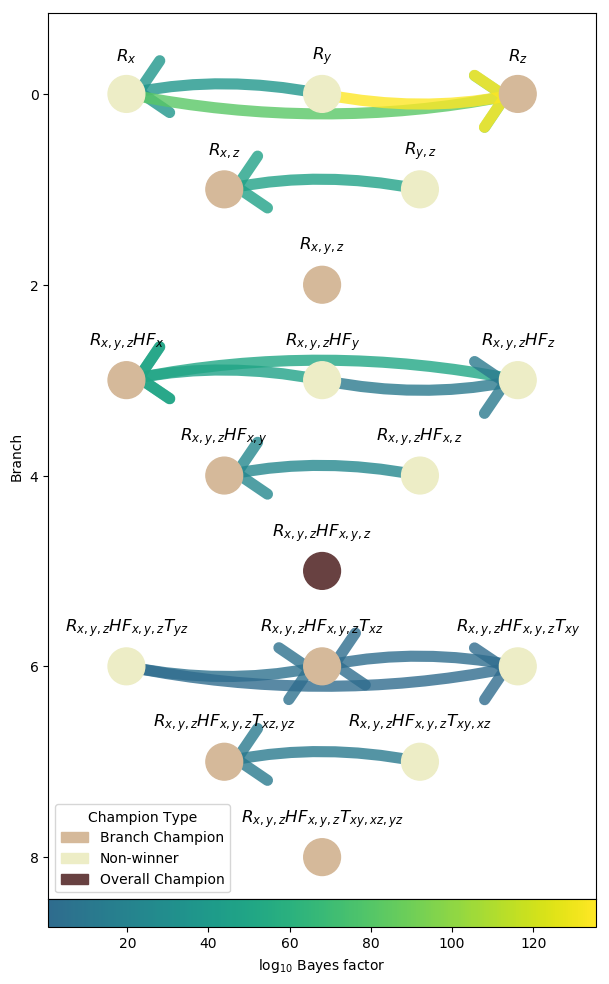 R_x R_y R_z
0
R_{x,z} R_{y,z}
R_{x,y,z}
2
R_{x,y,z}HF_x R_{x,y,z}HF_y R_{x,y,z}HF_z
R_{x,y,z}HF_{x,y} R_{x,y,z}HF_{x,z}
4
Branch
R_{x,y,z}HF_{x,y,z}
R_{x,y,z}HF_{x,y,z}T_{yz} R_{x,y,z}HF_{x,y,z}T_{xz} R_{x,y,z}HF_{x,y,z}T_{xy}
6
R_{x,y,z}HF_{x,y,z}T_{xz,yz} R_{x,y,z}HF_{x,y,z}T_{xy,xz}
R_{x,y,z}HF_{x,y,z}T_{xy,xz,yz}
Champion Type
Branch Champion
Non-winner
Overall Champion
8
20 40 60 80 100 120
log_{10} Bayes factor